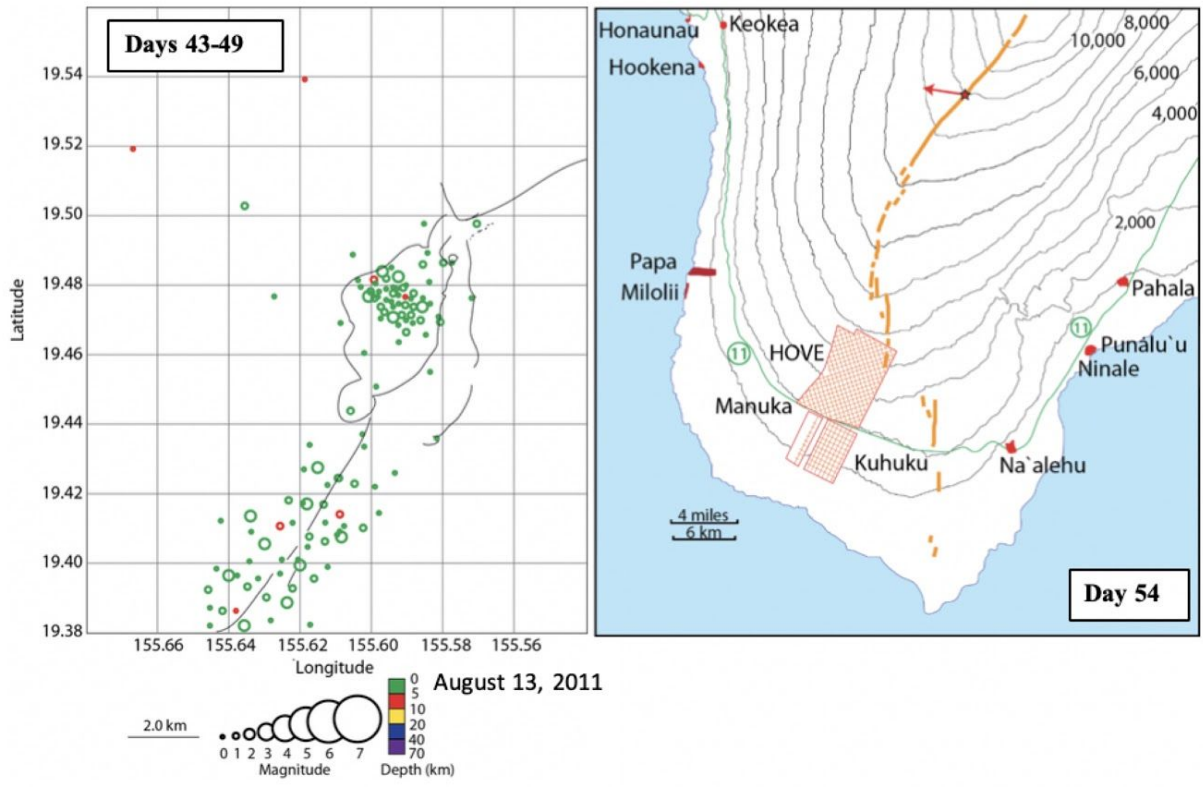 Days 43-49
19.54
19.52
19.50
19.48
19.46
19.44
19.42
19.40
19.38
Latitude
155.66 155.64 155.62 155.60 155.58 155.56
Longitude
2.0 km
0 1 2 3 4 5 6 7
Magnitude
0
5
10
20
40
70
Depth (km)
August 13, 2011
Honaunau
Keokea
Hookena
8,000
10,000
6,000
4,000
2,000
Papa
Milolii
Pahala
11
Punálu`u
Ninale
11
HOVE
Manuka
Kuhuku
Na`alehu
4 miles
6 km
Day 54